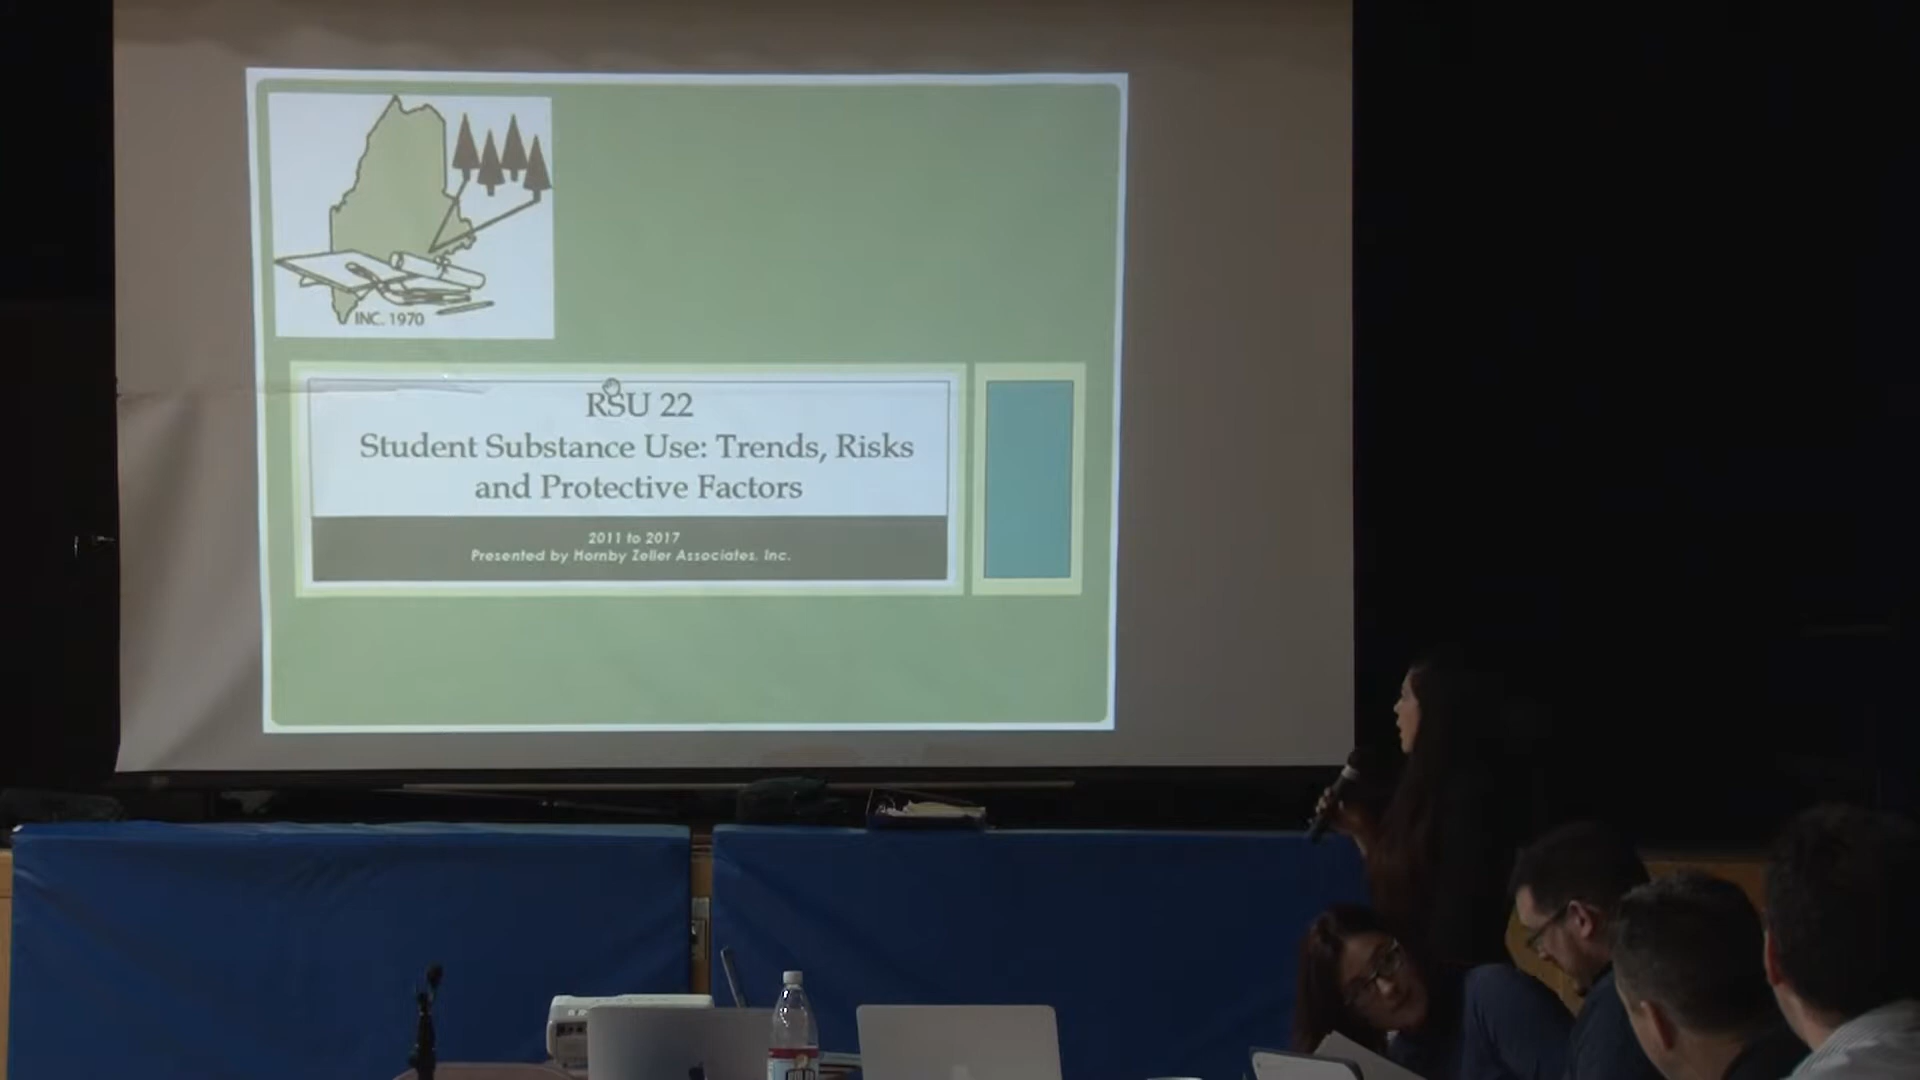 INC. 1970
RSU 22
Student Substance Use: Trends, Risks
and Protective Factors
2011 to 2017
Presented by Hornby Zeller Associates, Inc.